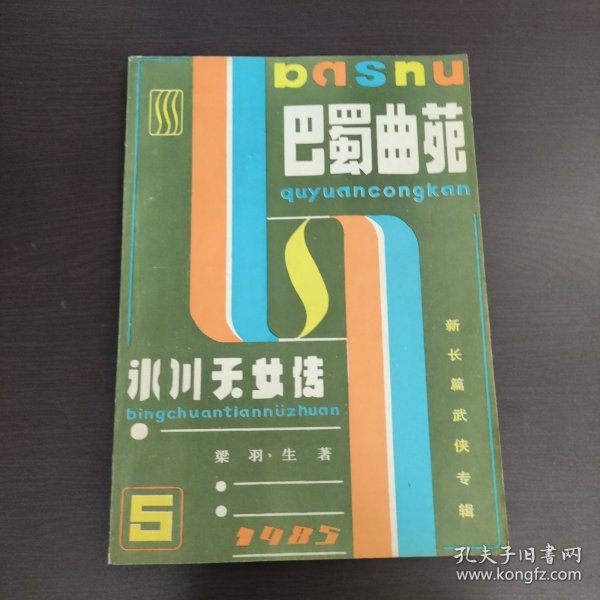 basnu
巴蜀曲苑
quyuancongkan
新长篇武侠专辑
冰川天女传
bingchuantiannüzhuan
梁羽生 著
5
1985
孔夫子旧书网
www.kongfz.com